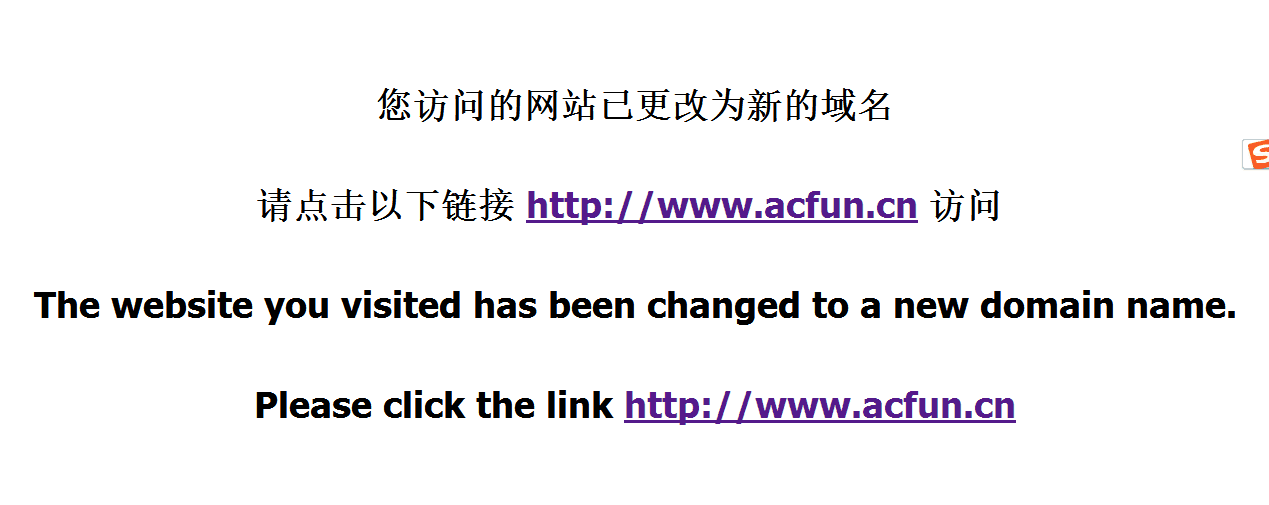 您访问的网站已更改为新的域名
请点击以下链接 http://www.acfun.cn 访问
The website you visited has been changed to a new domain name.
Please click the link http://www.acfun.cn